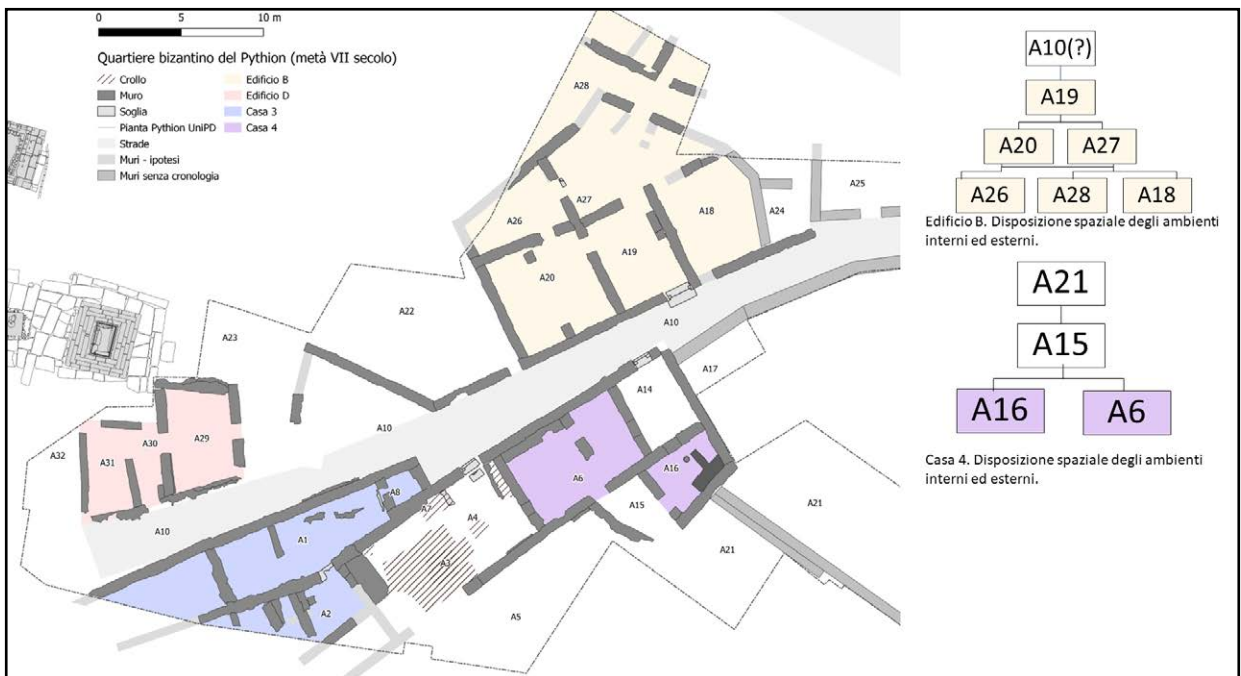 0 5 10 m
Quartiere bizantino del Pythion (metà VII secolo)
Crollo
Muro
Soglia
Pianta Pythion UniPD
Strade
Muri - ipotesi
Muri senza cronologia
Edificio B
Edificio D
Casa 3
Casa 4
A28
A25
A24
A27
A26
A18
A19
A20
A22
A10
A23
A17
A14
A10
A29
A30
A32
A31
A16
A6
A8
A15
A21
A21
A7
A4
A10
A1
A3
A2
A5
A10(?)
A19
A20 A27
A26 A28 A18
Edificio B. Disposizione spaziale degli ambienti
interni ed esterni.
A21
A15
A16 A6
Casa 4. Disposizione spaziale degli ambienti
interni ed esterni.